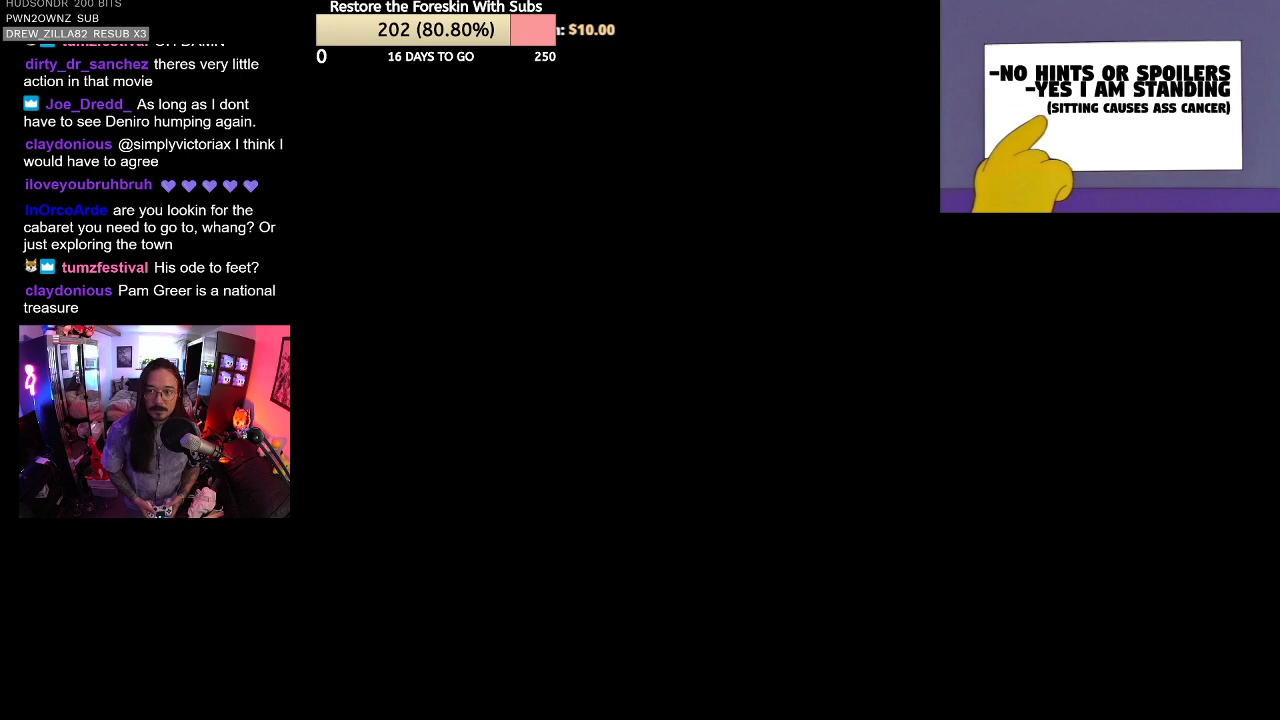 HUDSONDR 200 BITS
PWN2OWNZ SUB
DREW_ZILLA82 RESUB X3
tumzfestival OH DAMN
dirty_dr_sanchez theres very little
action in that movie
Joe_Dredd_ As long as I dont
have to see Deniro humping again.
claydonious @simplyvictoriax I think I
would have to agree
iloveyoubruhbruh
InOrcoArde are you lookin for the
cabaret you need to go to, whang? Or
just exploring the town
tumzfestival His ode to feet?
claydonious Pam Greer is a national
treasure
Restore the Foreskin With Subs
202 (80.80%)
0 16 DAYS TO GO 250
: $10.00
-NO HINTS OR SPOILERS
-YES I AM STANDING
(SITTING CAUSES ASS CANCER)